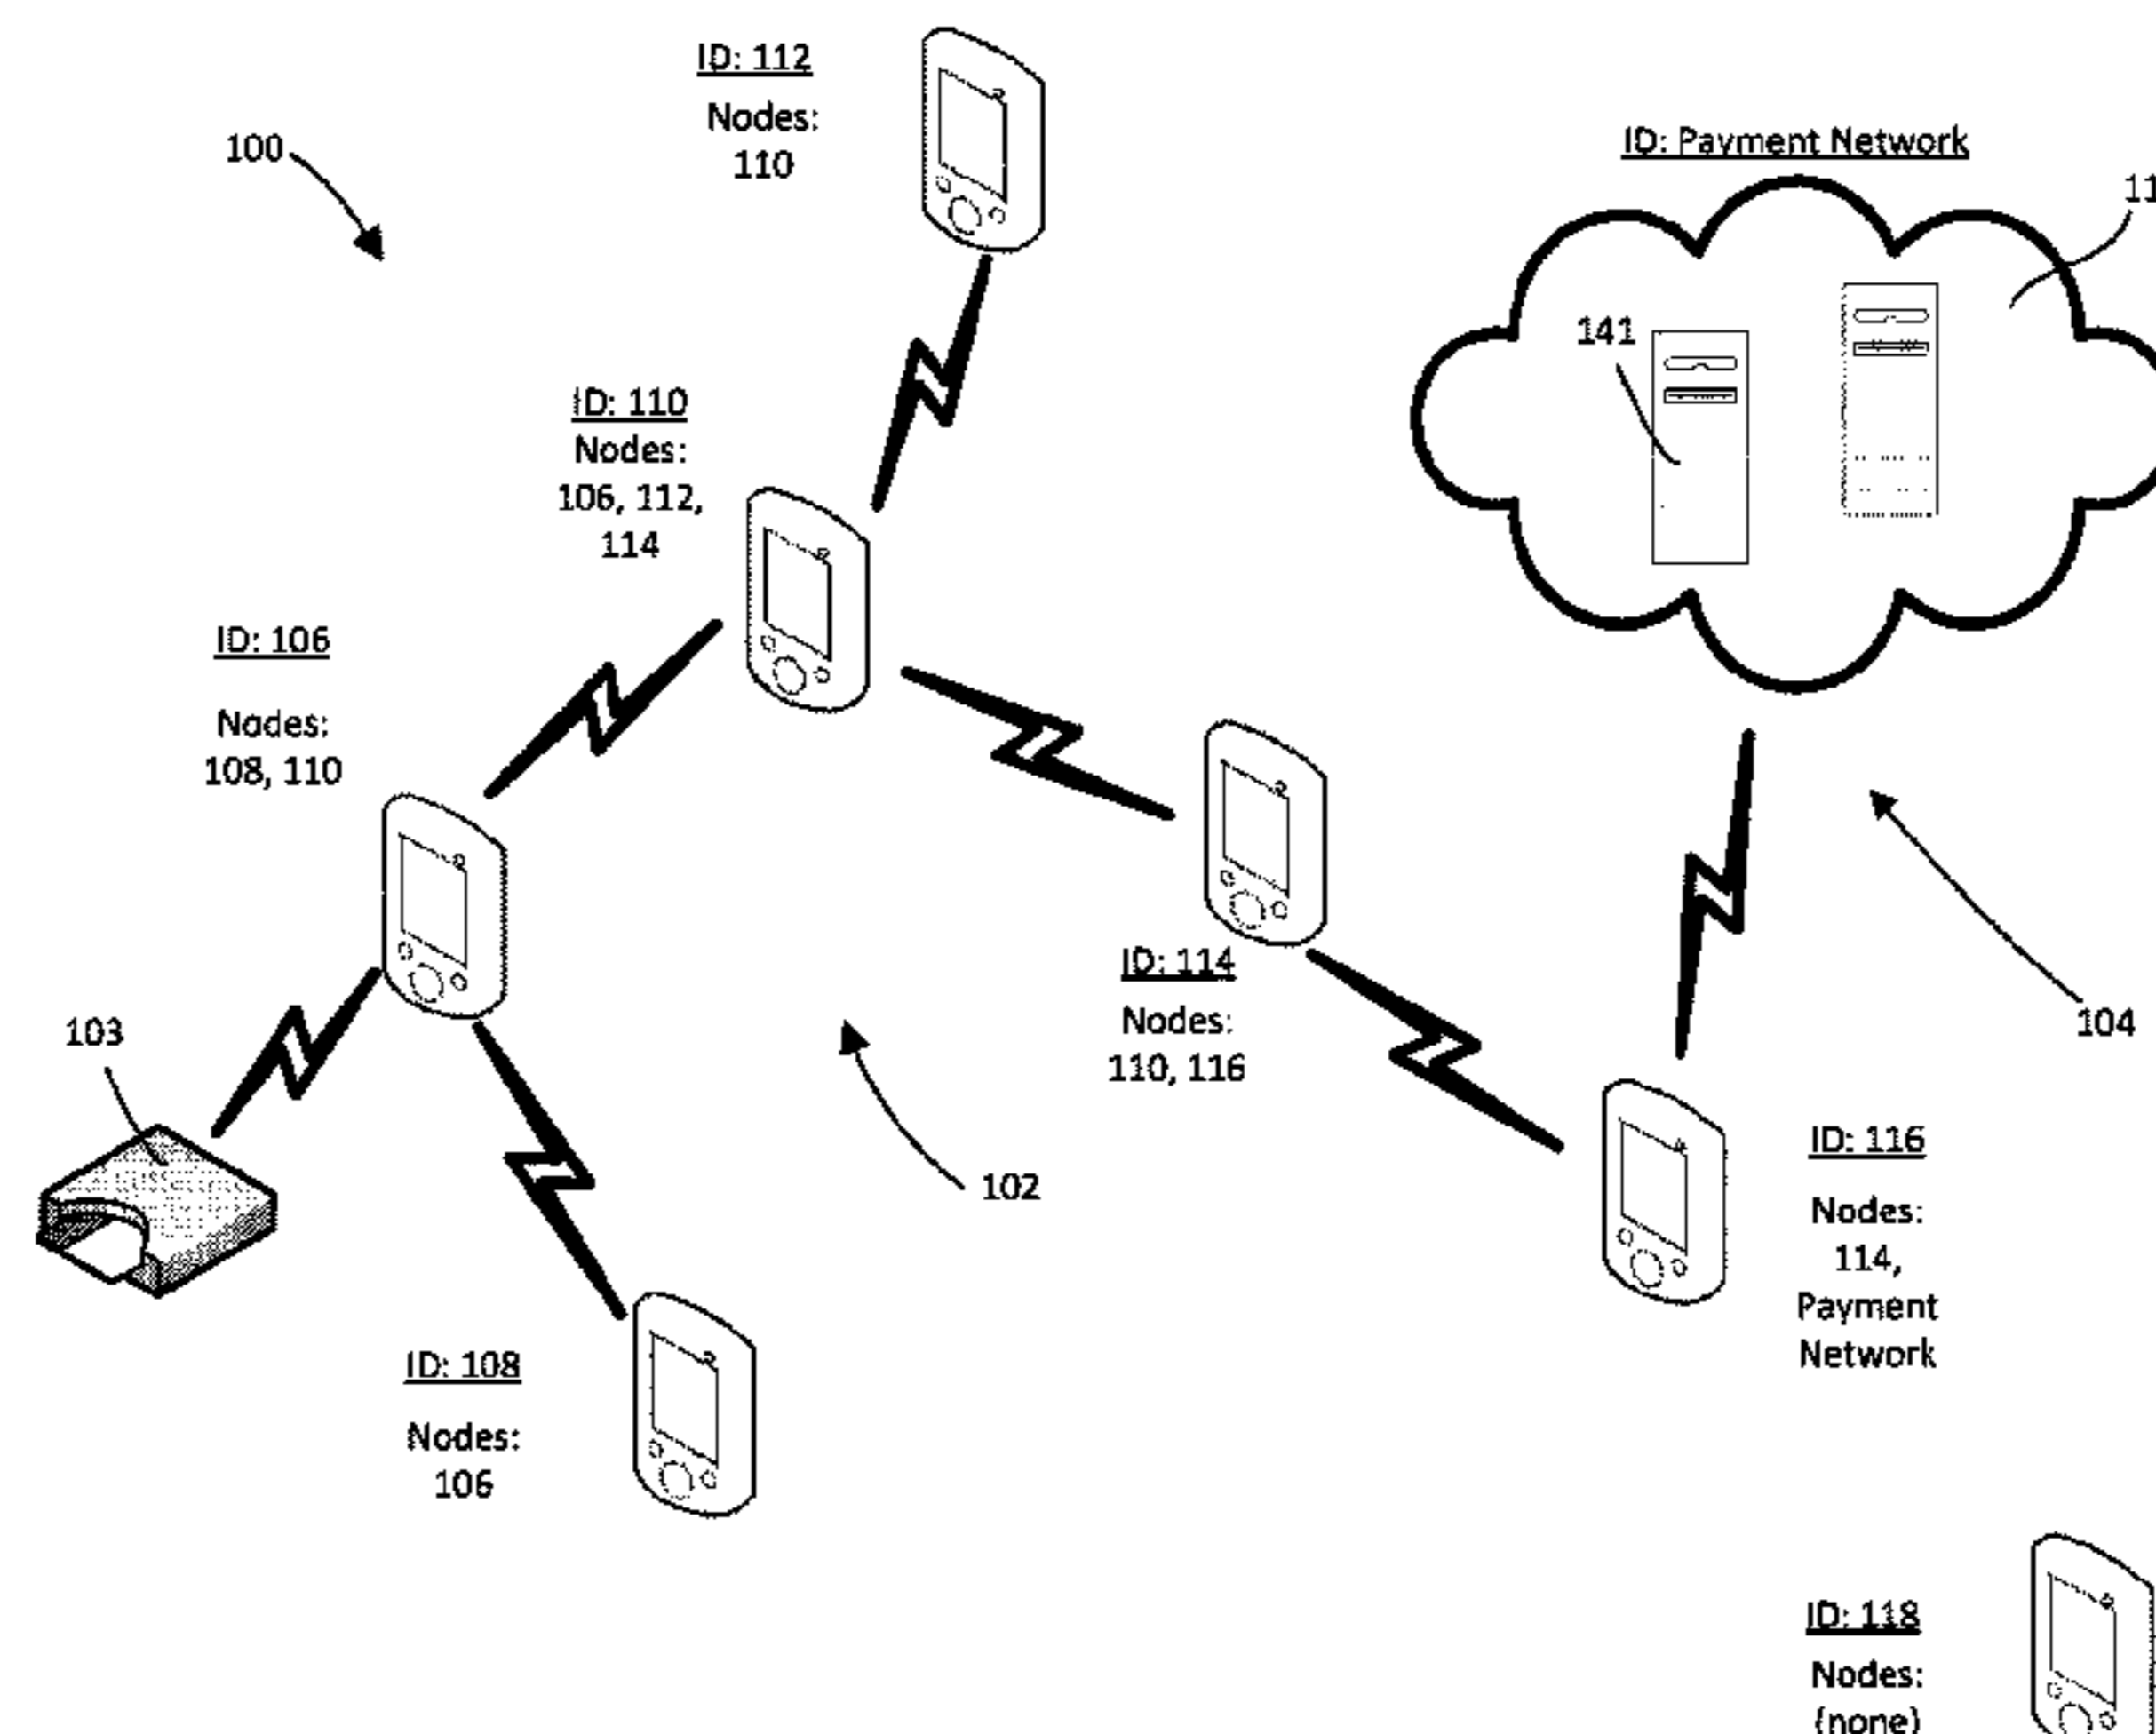 ID: 112
Nodes:
110
100
ID: Payment Network
141
ID: 110
Nodes:
106, 112,
114
ID: 106
Nodes:
108, 110
103
102
ID: 114
Nodes:
110, 116
104
ID: 116
Nodes:
114,
Payment
Network
ID: 108
Nodes:
106
ID: 118
Nodes:
(none)